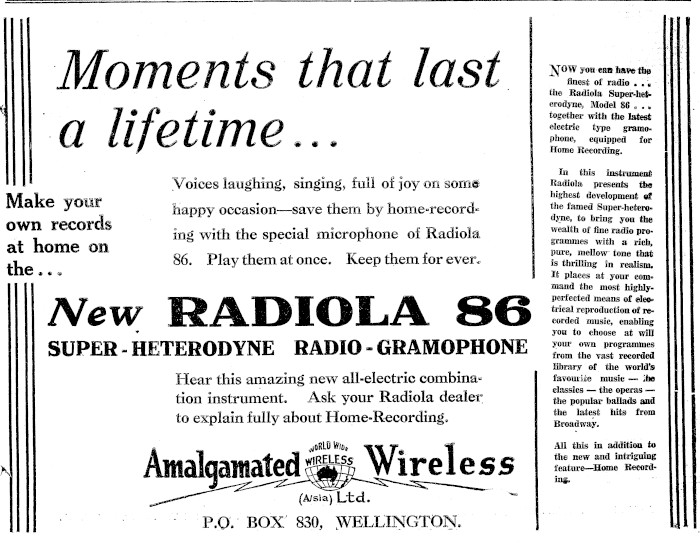 Moments that last
a lifetime...
Make your
own records
at home on
the...
Voices laughing, singing, full of joy on some
happy occasion—save them by home-record-
ing with the special microphone of Radiola
86. Play them at once. Keep them for ever.
New RADIOLA 86
SUPER-HETERODYNE RADIO-GRAMOPHONE
Hear this amazing new all-electric combina-
tion instrument. Ask your Radiola dealer
to explain fully about Home-Recording.
Amalgamated Wireless
WORLD WIDE
WIRELESS
(A/sia) Ltd.
P.O. BOX 830, WELLINGTON.
NOW you can have the
finest of radio . . .
the Radiola Super-het-
erodyne, Model 86 . . .
together with the latest
electric type gramo-
phone, equipped for
Home Recording.
In this instrument
Radiola presents the
highest development of
the famed Super-hetero-
dyne, to bring you the
wealth of fine radio pro-
grammes with a rich,
pure, mellow tone that
is thrilling in realism.
It places at your com-
mand the most highly-
perfected means of elec-
trical reproduction of re-
corded music, enabling
you to choose at will
your own programmes
from the vast recorded
library of the world's
favourite music — the
classics — the operas —
the popular ballads and
the latest hits from
Broadway.
All this in addition to
the new and intriguing
feature—Home Record-
ing.